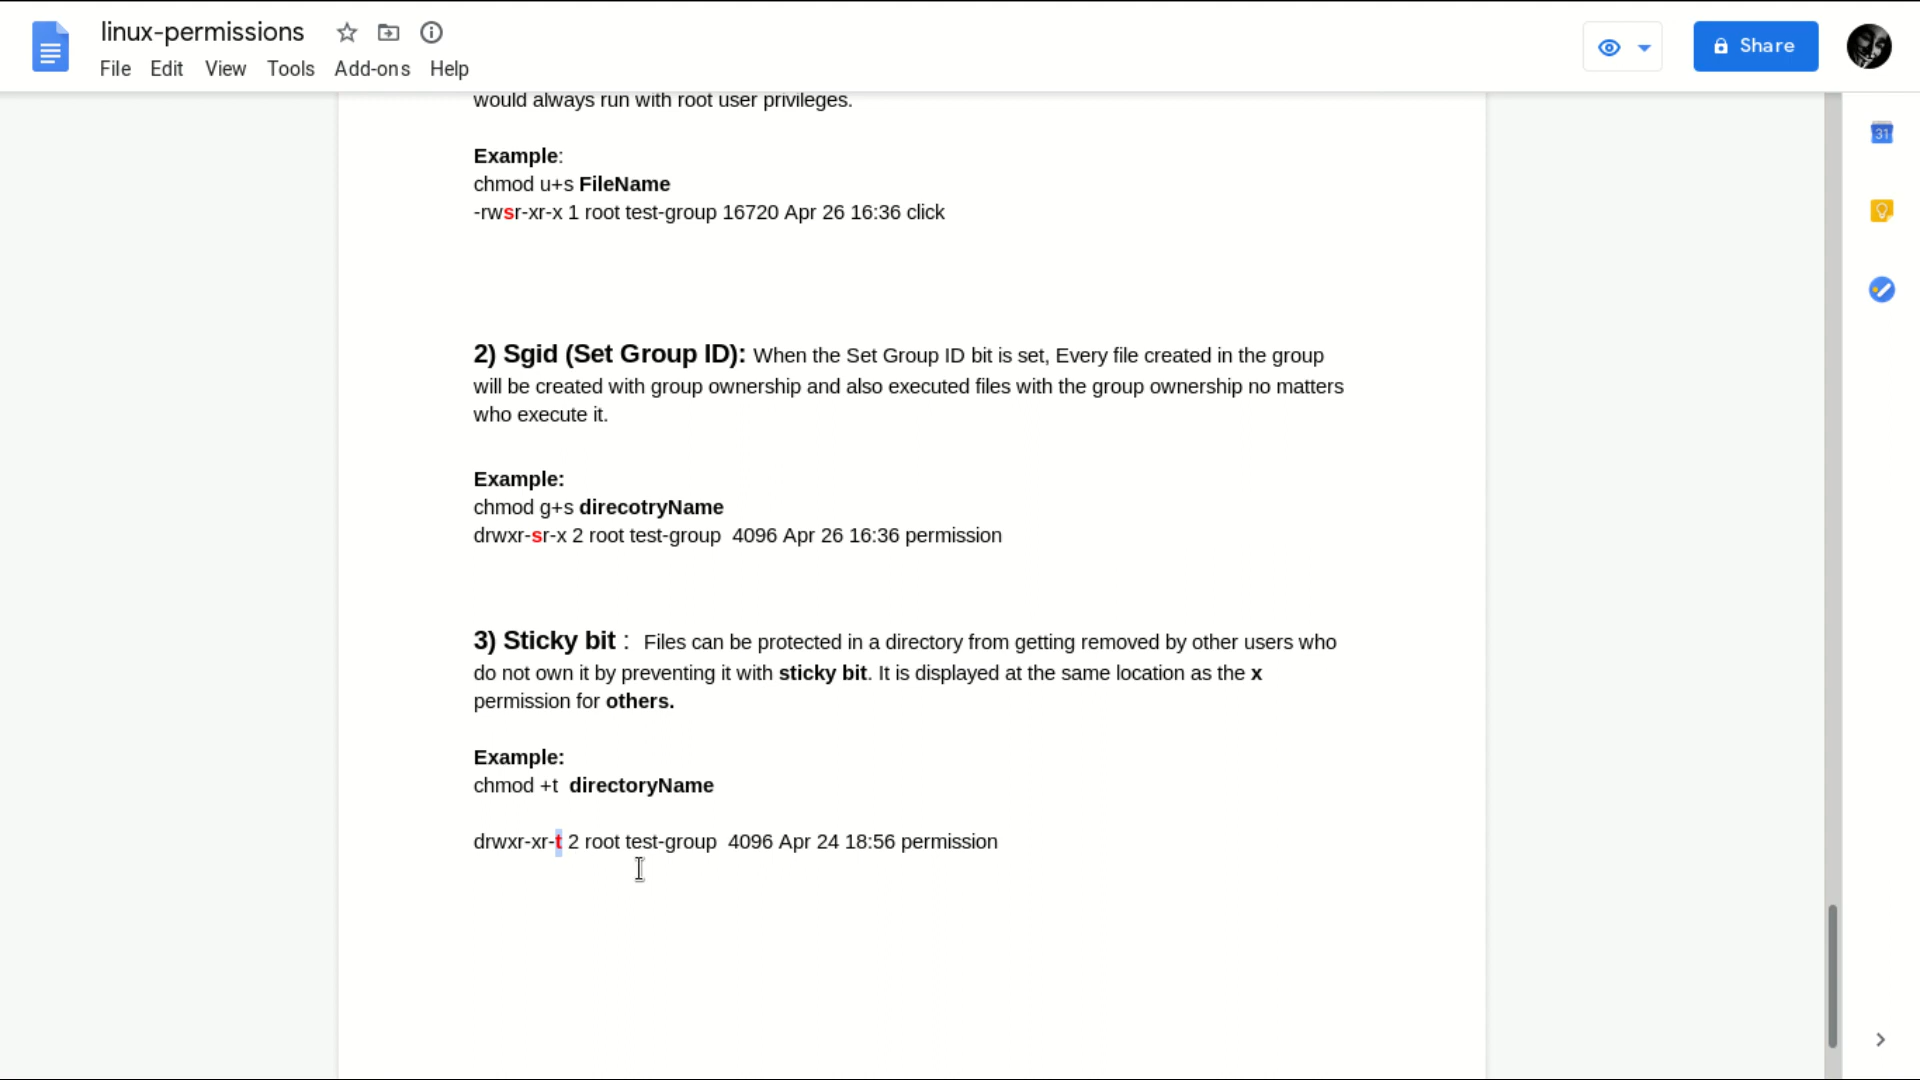 linux-permissions
File Edit View Tools Add-ons Help
Share
would always run with root user privileges.
Example:
chmod u+s FileName
-rwsr-xr-x 1 root test-group 16720 Apr 26 16:36 click
2) Sgid (Set Group ID): When the Set Group ID bit is set, Every file created in the group
will be created with group ownership and also executed files with the group ownership no matters
who execute it.
Example:
chmod g+s direcotryName
drwxr-sr-x 2 root test-group  4096 Apr 26 16:36 permission
3) Sticky bit :  Files can be protected in a directory from getting removed by other users who
do not own it by preventing it with sticky bit. It is displayed at the same location as the x
permission for others.
Example:
chmod +t  directoryName
drwxr-xr-t 2 root test-group  4096 Apr 24 18:56 permission
31